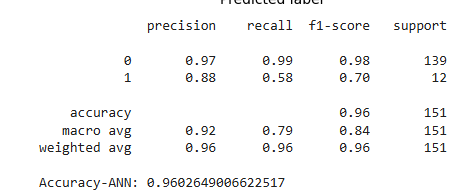 Predicted label
precision recall f1-score support
0 0.97 0.99 0.98 139
1 0.88 0.58 0.70 12
accuracy 0.96 151
macro avg 0.92 0.79 0.84 151
weighted avg 0.96 0.96 0.96 151
Accuracy-ANN: 0.9602649006622517